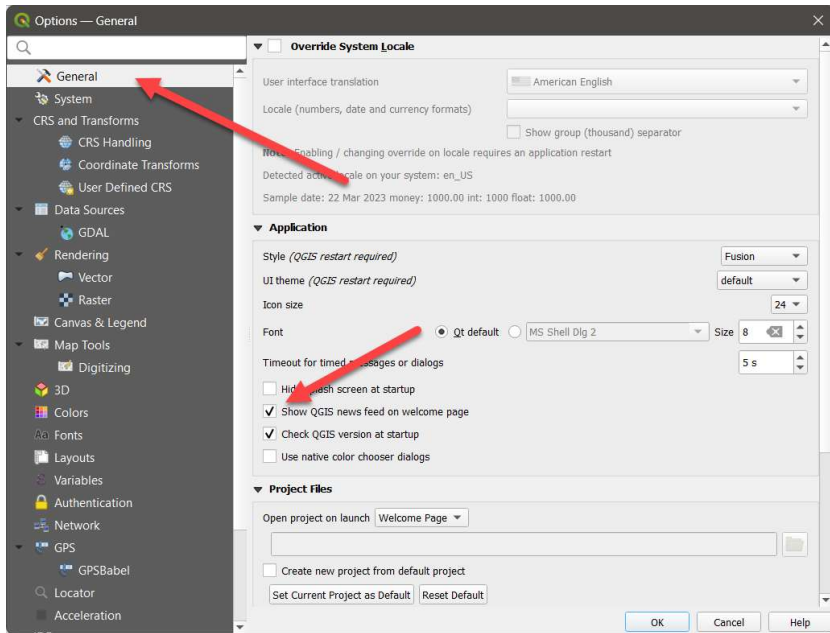 Options — General
General
System
CRS and Transforms
CRS Handling
Coordinate Transforms
User Defined CRS
Data Sources
GDAL
Rendering
Vector
Raster
Canvas & Legend
Map Tools
Digitizing
3D
Colors
Fonts
Layouts
Variables
Authentication
Network
GPS
GPSBabel
Locator
Acceleration
Override System Locale
User interface translation American English
Locale (numbers, date and currency formats)
Show group (thousand) separator
Enabling / changing override on locale requires an application restart
Detected active locale on your system: en_US
Sample date: 22 Mar 2023 money: 1000.00 int: 1000 float: 1000.00
Application
Style (QGIS restart required) Fusion
UI theme (QGIS restart required) default
Icon size 24
Font Qt default MS Shell Dlg 2 Size 8
Timeout for timed messages or dialogs 5 s
Hide splash screen at startup
Show QGIS news feed on welcome page
Check QGIS version at startup
Use native color chooser dialogs
Project Files
Open project on launch Welcome Page
Create new project from default project
Set Current Project as Default Reset Default
OK Cancel Help